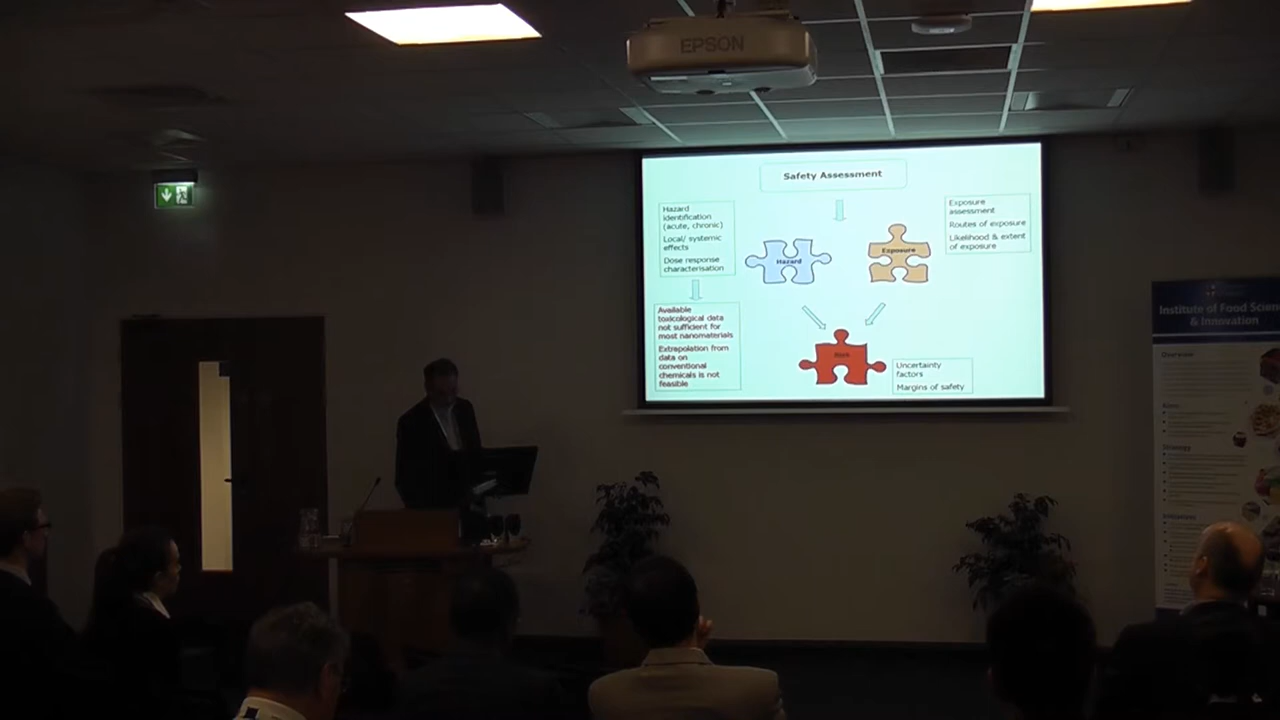 EPSON
Safety Assessment
Hazard
identification
(acute, chronic)
Local/ systemic
effects
Dose response
characterisation
Exposure
assessment
Routes of exposure
Likelihood & extent
of exposure
Hazard
Exposure
Available
toxicological data
not sufficient for
most nanomaterials
Extrapolation from
data on
conventional
chemicals is not
feasible
Risk
Uncertainty
factors
Margins of safety
Institute of Food Scien
& Innovation
Overview
Strategy